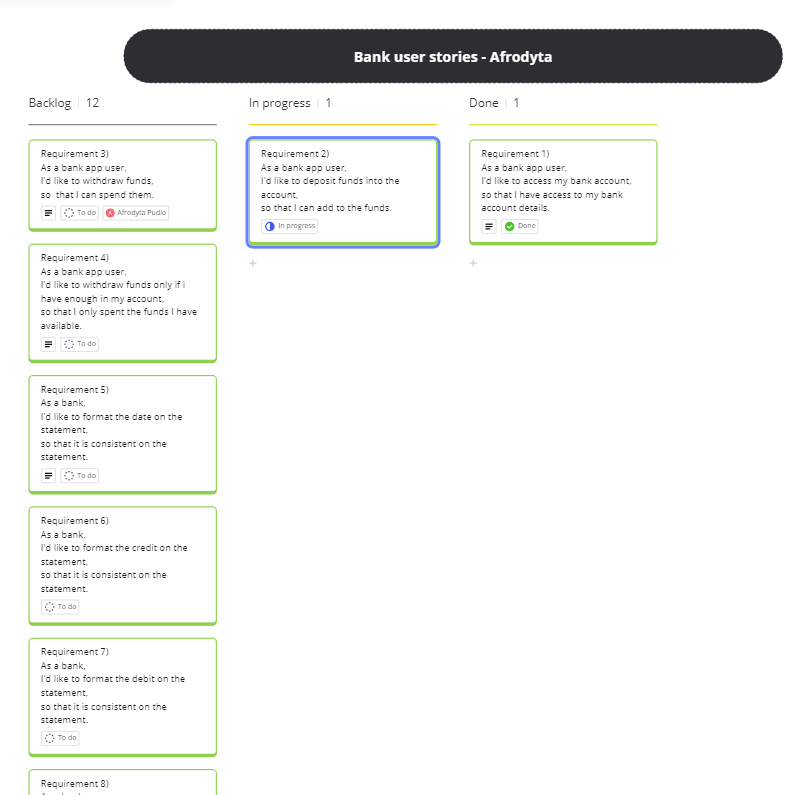 Bank user stories - Afrodyta
Backlog | 12
Requirement 3)
As a bank app user,
I'd like to withdraw funds,
so that I can spend them.
To do
Afrodyta Pudlo
Requirement 4)
As a bank app user,
I'd like to withdraw funds only if i
have enough in my account,
so that I only spent the funds I have
available.
To do
Requirement 5)
As a bank,
I'd like to format the date on the
statement,
so that it is consistent on the
statement.
To do
Requirement 6)
As a bank,
I'd like to format the credit on the
statement,
so that it is consistent on the
statement.
To do
Requirement 7)
As a bank,
I'd like to format the debit on the
statement,
so that it is consistent on the
statement.
To do
Requirement 8)
In progress | 1
Requirement 2)
As a bank app user,
I'd like to deposit funds into the
account,
so that I can add to the funds.
In progress
+
Done | 1
Requirement 1)
As a bank app user,
I'd like to access my bank account,
so that I have access to my bank
account details.
Done
+